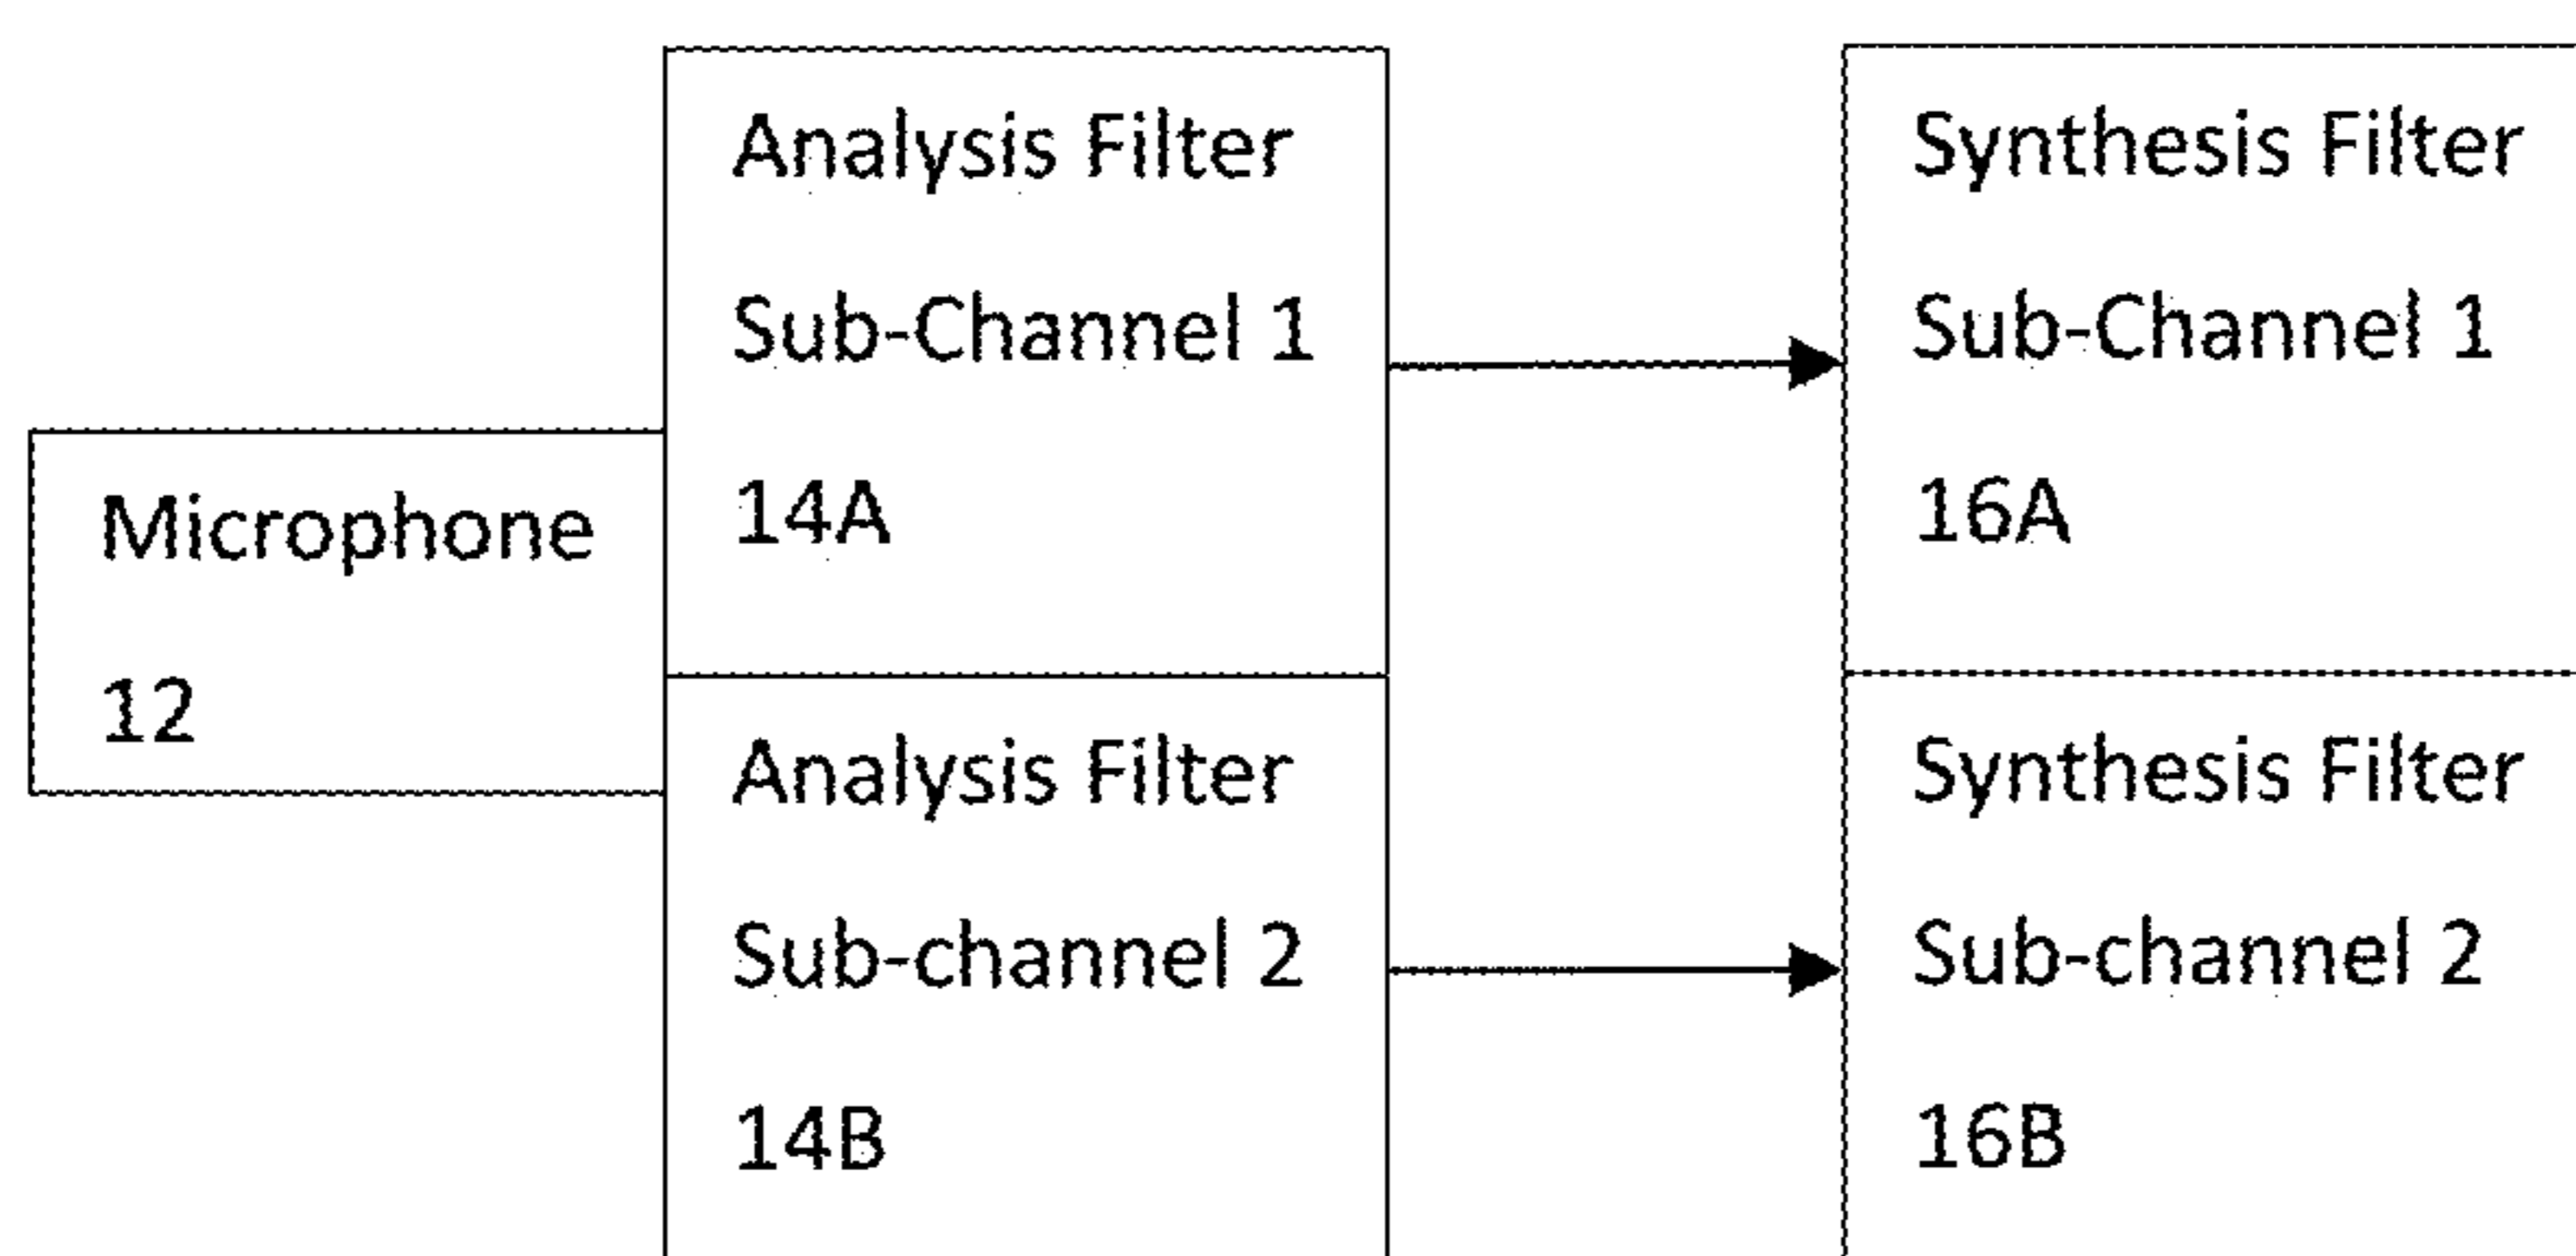 Microphone
12
Analysis Filter
Sub-Channel 1
14A
Analysis Filter
Sub-channel 2
14B
Synthesis Filter
Sub-Channel 1
16A
Synthesis Filter
Sub-channel 2
16B